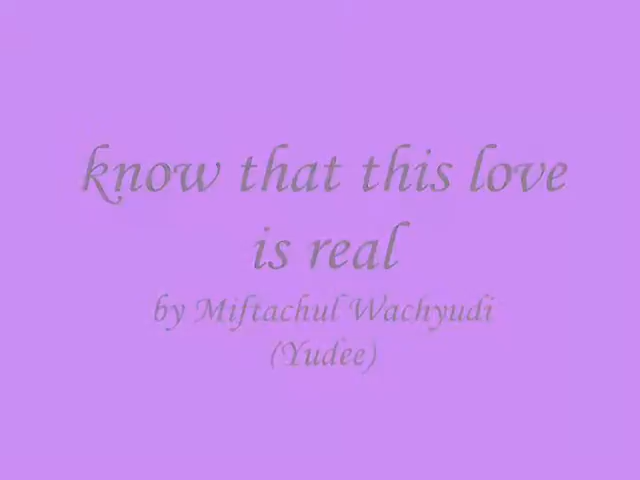 know that this love
is real
by Miftachul Wachyudi
(Yudee)